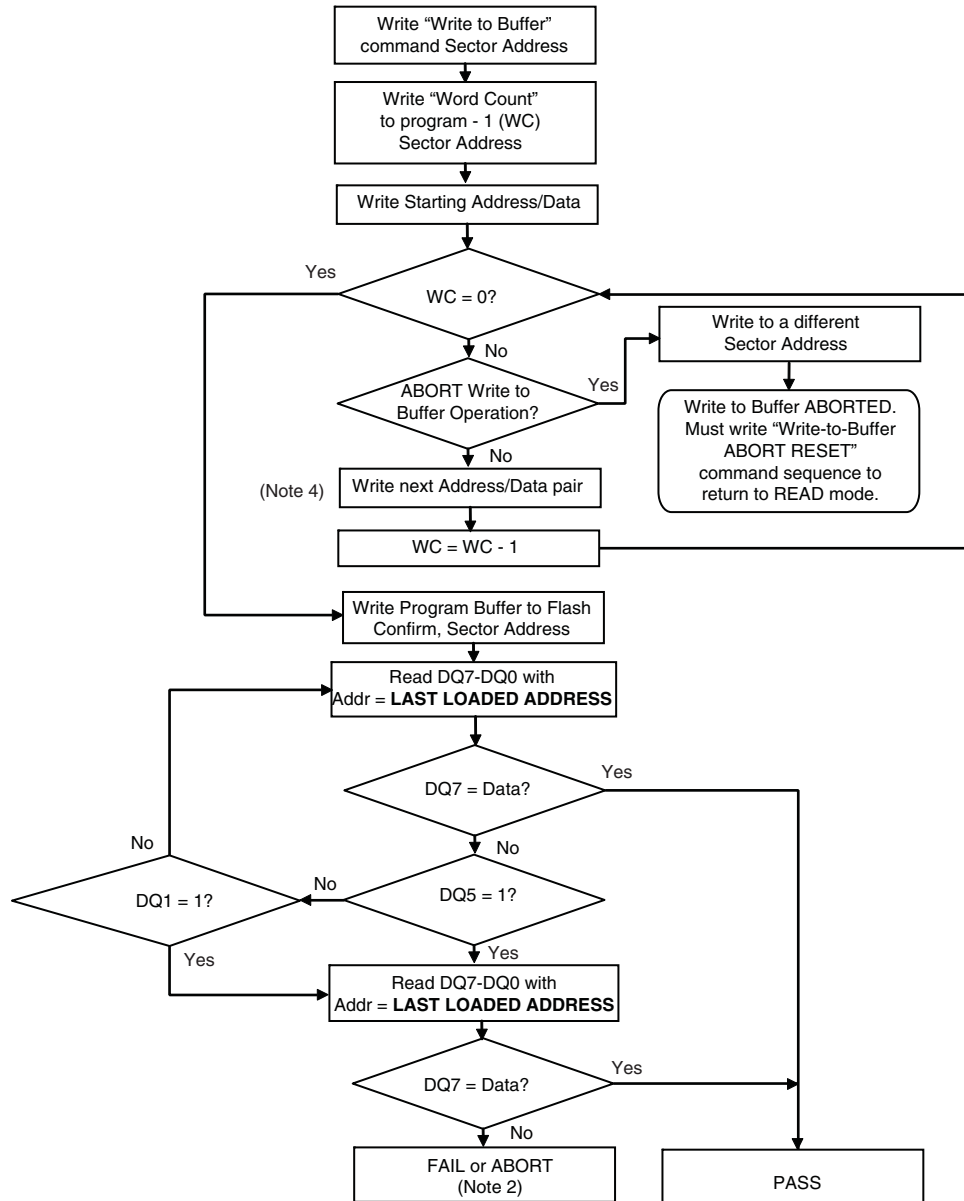 Write “Write to Buffer”
command Sector Address
Write “Word Count”
to program - 1 (WC)
Sector Address
Write Starting Address/Data
Yes
WC = 0?
No
Write to a different
Sector Address
ABORT Write to
Buffer Operation?
Yes
Write to Buffer ABORTED.
Must write “Write-to-Buffer
ABORT RESET”
command sequence to
return to READ mode.
No
(Note 4)
Write next Address/Data pair
WC = WC - 1
Write Program Buffer to Flash
Confirm, Sector Address
Read DQ7-DQ0 with
Addr = LAST LOADED ADDRESS
DQ7 = Data?
Yes
No
No
DQ1 = 1?
No
DQ5 = 1?
Yes
Yes
Read DQ7-DQ0 with
Addr = LAST LOADED ADDRESS
DQ7 = Data?
Yes
No
FAIL or ABORT
(Note 2)
PASS